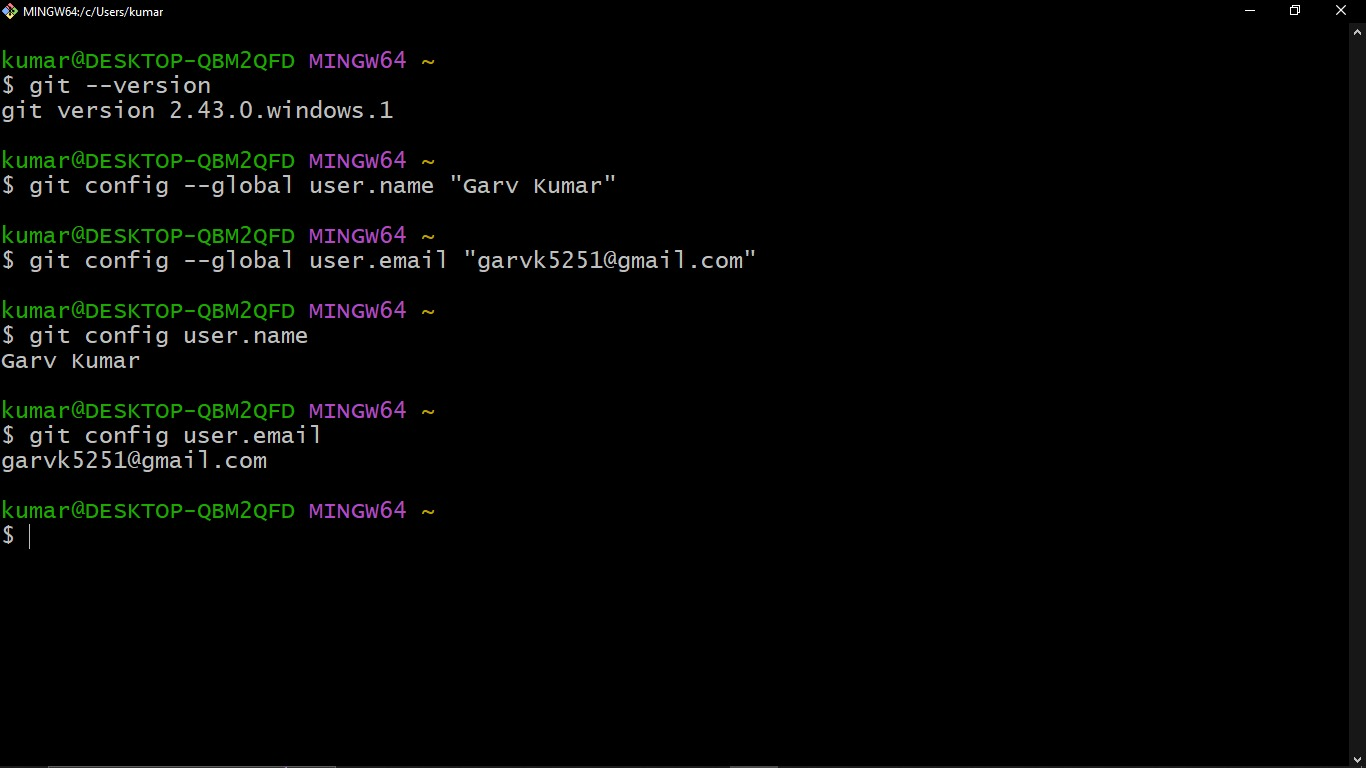 MINGW64:/c/Users/kumar
kumar@DESKTOP-QBM2QFD MINGW64 ~
$ git --version
git version 2.43.0.windows.1
kumar@DESKTOP-QBM2QFD MINGW64 ~
$ git config --global user.name "Garv Kumar"
kumar@DESKTOP-QBM2QFD MINGW64 ~
$ git config --global user.email "garvk5251@gmail.com"
kumar@DESKTOP-QBM2QFD MINGW64 ~
$ git config user.name
Garv Kumar
kumar@DESKTOP-QBM2QFD MINGW64 ~
$ git config user.email
garvk5251@gmail.com
kumar@DESKTOP-QBM2QFD MINGW64 ~
$